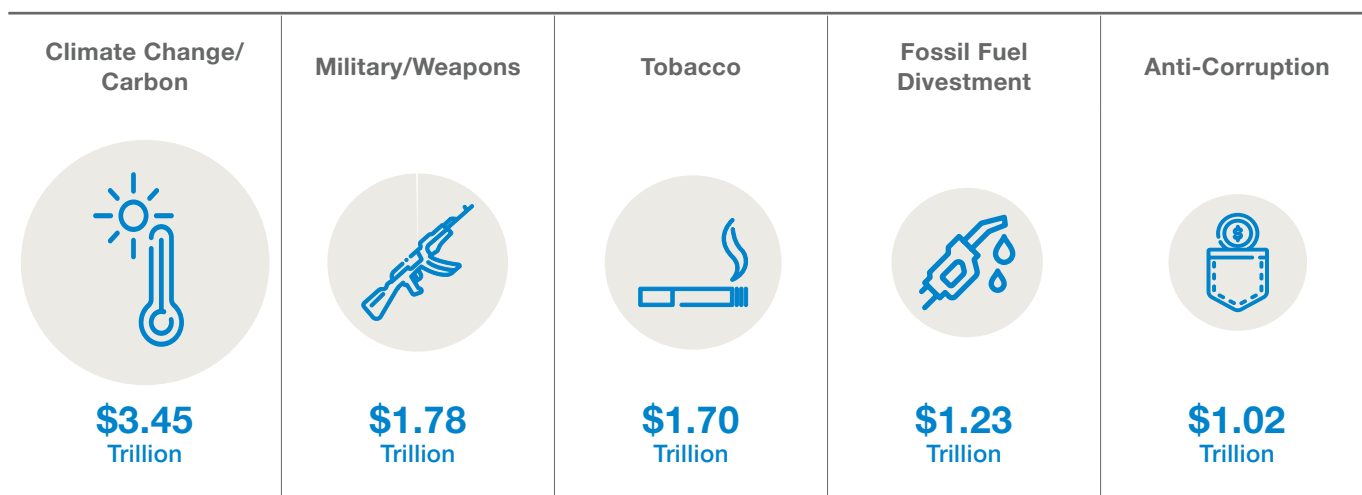 Climate Change/
Carbon
$3.45
Trillion
Military/Weapons
$1.78
Trillion
Tobacco
$1.70
Trillion
Fossil Fuel
Divestment
$1.23
Trillion
Anti-Corruption
$
$1.02
Trillion